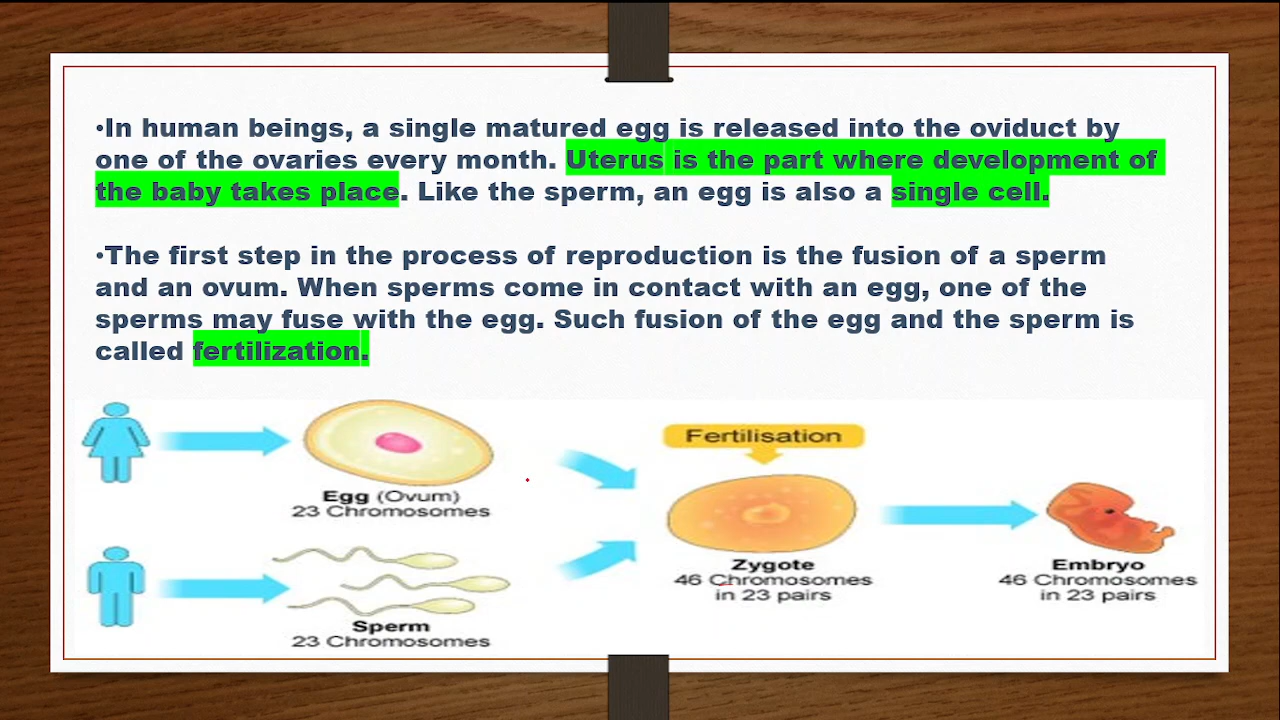 •In human beings, a single matured egg is released into the oviduct by
one of the ovaries every month. Uterus is the part where development of
the baby takes place. Like the sperm, an egg is also a single cell.
•The first step in the process of reproduction is the fusion of a sperm
and an ovum. When sperms come in contact with an egg, one of the
sperms may fuse with the egg. Such fusion of the egg and the sperm is
called fertilization.
Egg (Ovum)
23 Chromosomes
Sperm
23 Chromosomes
Fertilisation
Zygote
46 Chromosomes
in 23 pairs
Embryo
46 Chromosomes
in 23 pairs